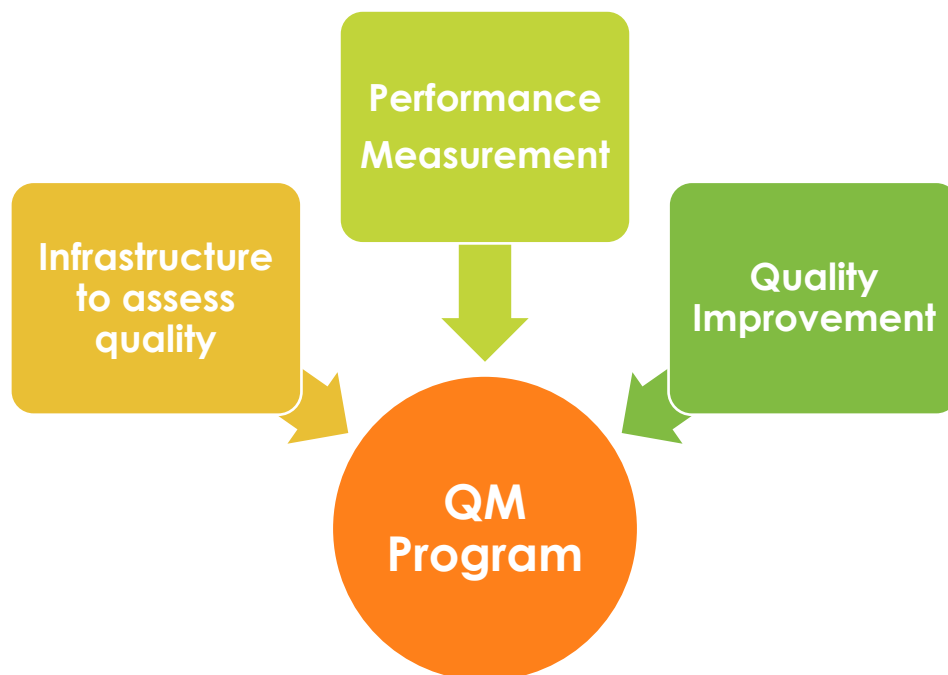 Performance
Measurement
Infrastructure
to assess
quality
Quality
Improvement
QM
Program